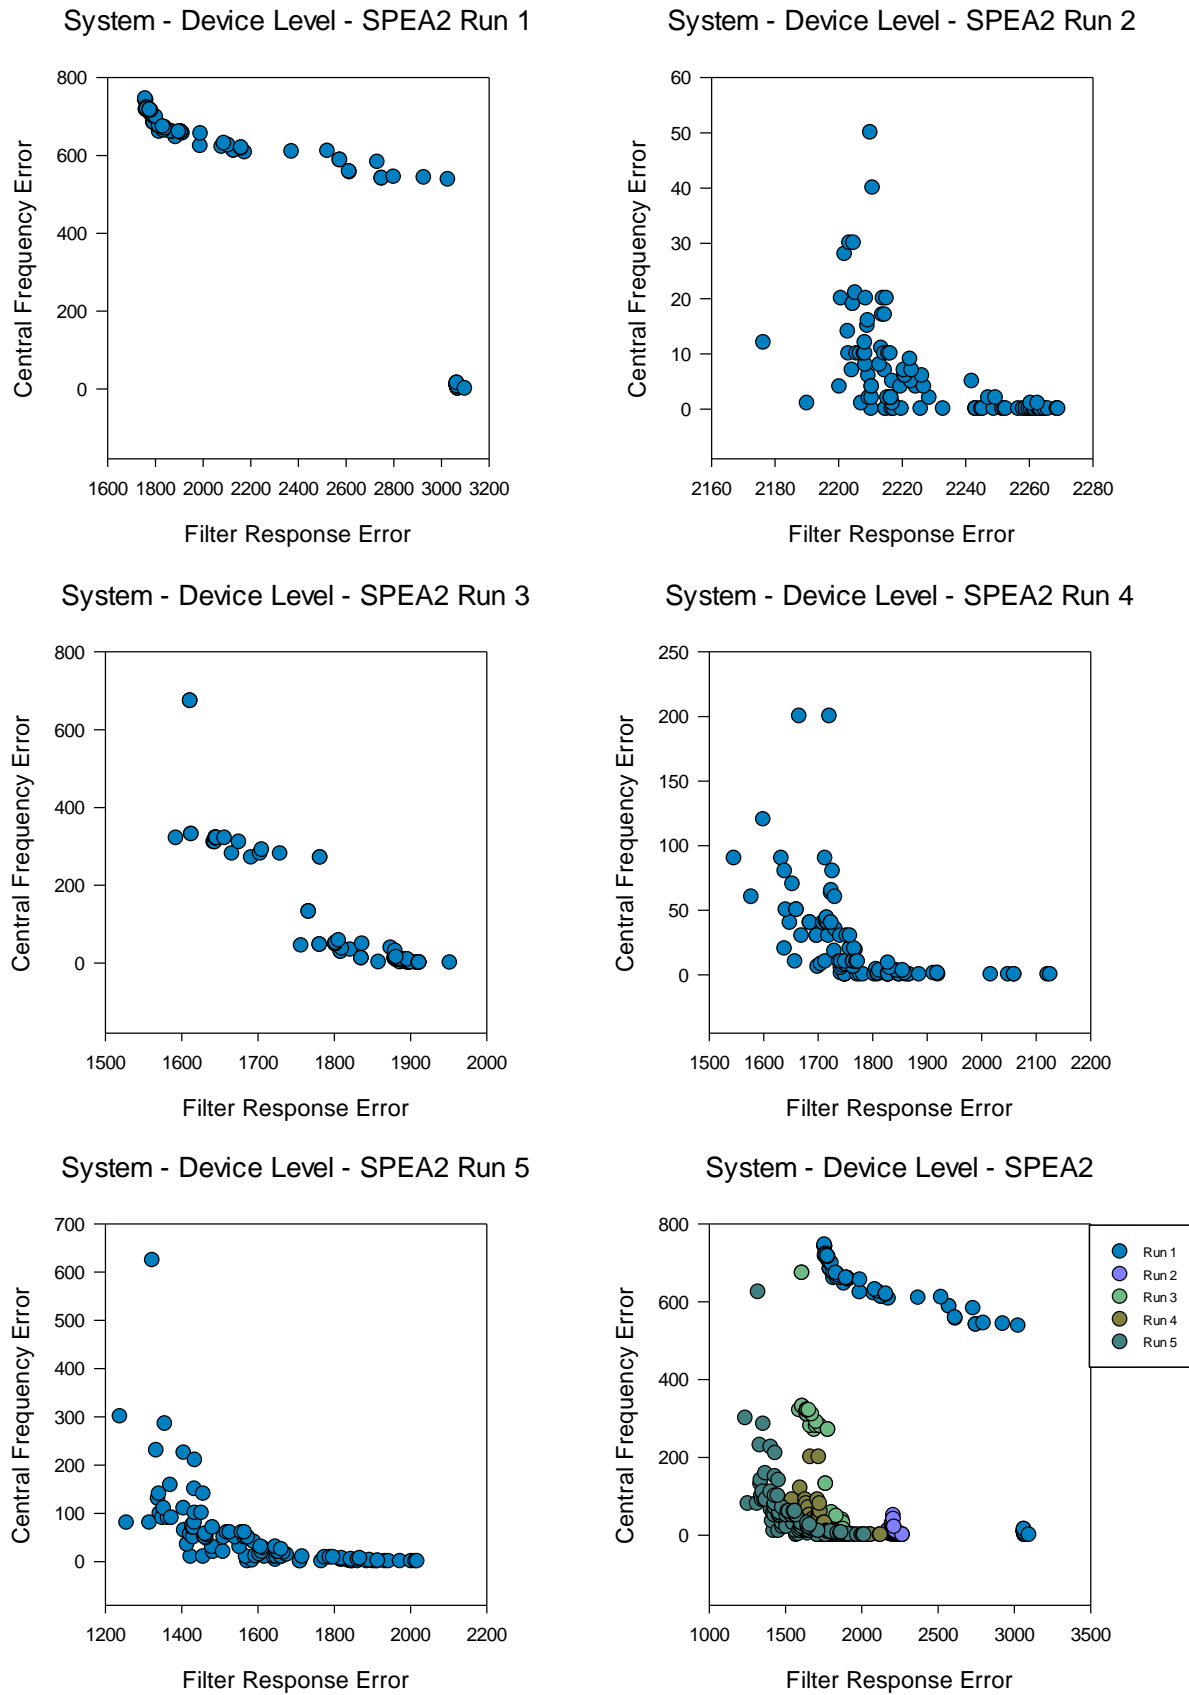 System - Device Level - SPEA2 Run 1
800
600
400
200
0
Central Frequency Error
1600 1800 2000 2200 2400 2600 2800 3000 3200
Filter Response Error
System - Device Level - SPEA2 Run 2
60
50
40
30
20
10
0
Central Frequency Error
2160 2180 2200 2220 2240 2260 2280
Filter Response Error
System - Device Level - SPEA2 Run 3
800
600
400
200
0
Central Frequency Error
1500 1600 1700 1800 1900 2000
Filter Response Error
System - Device Level - SPEA2 Run 4
250
200
150
100
50
0
Central Frequency Error
1500 1600 1700 1800 1900 2000 2100 2200
Filter Response Error
System - Device Level - SPEA2 Run 5
700
600
500
400
300
200
100
0
Central Frequency Error
1200 1400 1600 1800 2000 2200
Filter Response Error
System - Device Level - SPEA2
800
600
400
200
0
Central Frequency Error
1000 1500 2000 2500 3000 3500
Filter Response Error
Run 1
Run 2
Run 3
Run 4
Run 5